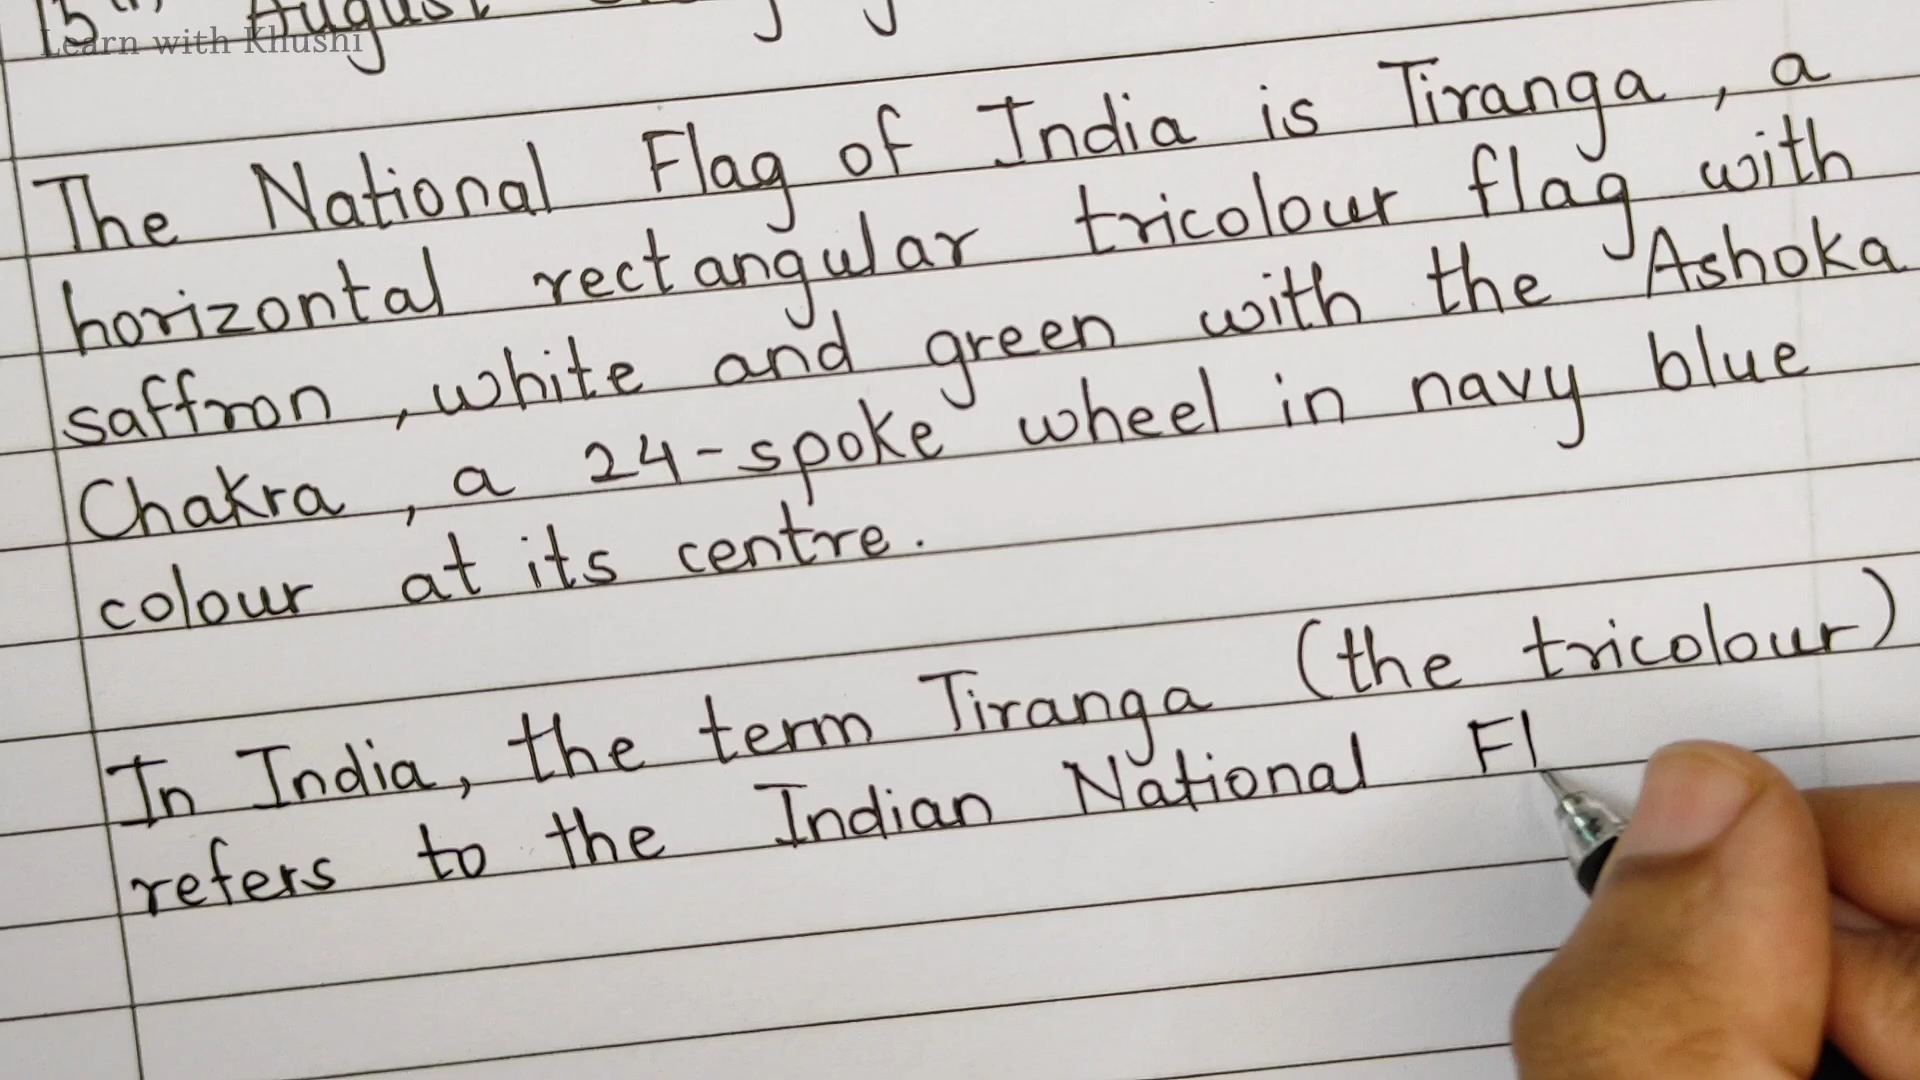 15th August
Learn with Khushi
The National Flag of India is Tiranga, a
horizontal rectangular tricolour flag with
saffron, white and green with the Ashoka
Chakra, a 24-spoke wheel in navy blue
colour at its centre.
In India, the term Tiranga (the tricolour)
refers to the Indian National Fl